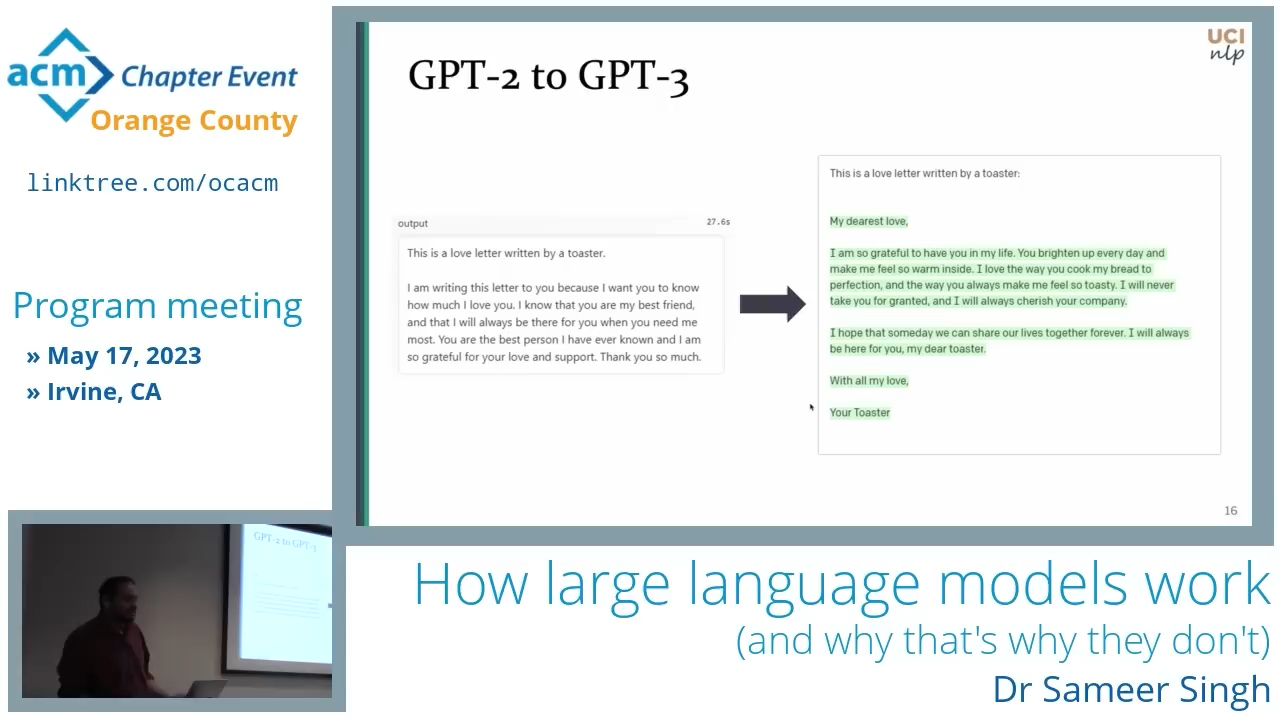 acm Chapter Event
Orange County
linktree.com/ocacm
Program meeting
» May 17, 2023
» Irvine, CA
UCI
nlp
GPT-2 to GPT-3
output 27.6s
This is a love letter written by a toaster.
I am writing this letter to you because I want you to know
how much I love you. I know that you are my best friend,
and that I will always be there for you when you need me
most. You are the best person I have ever known and I am
so grateful for your love and support. Thank you so much.
This is a love letter written by a toaster:
My dearest love,
I am so grateful to have you in my life. You brighten up every day and
make me feel so warm inside. I love the way you cook my bread to
perfection, and the way you always make me feel so toasty. I will never
take you for granted, and I will always cherish your company.
I hope that someday we can share our lives together forever. I will always
be here for you, my dear toaster.
With all my love,
Your Toaster
16
GPT-2 to GPT-3
How large language models work
(and why that's why they don't)
Dr Sameer Singh